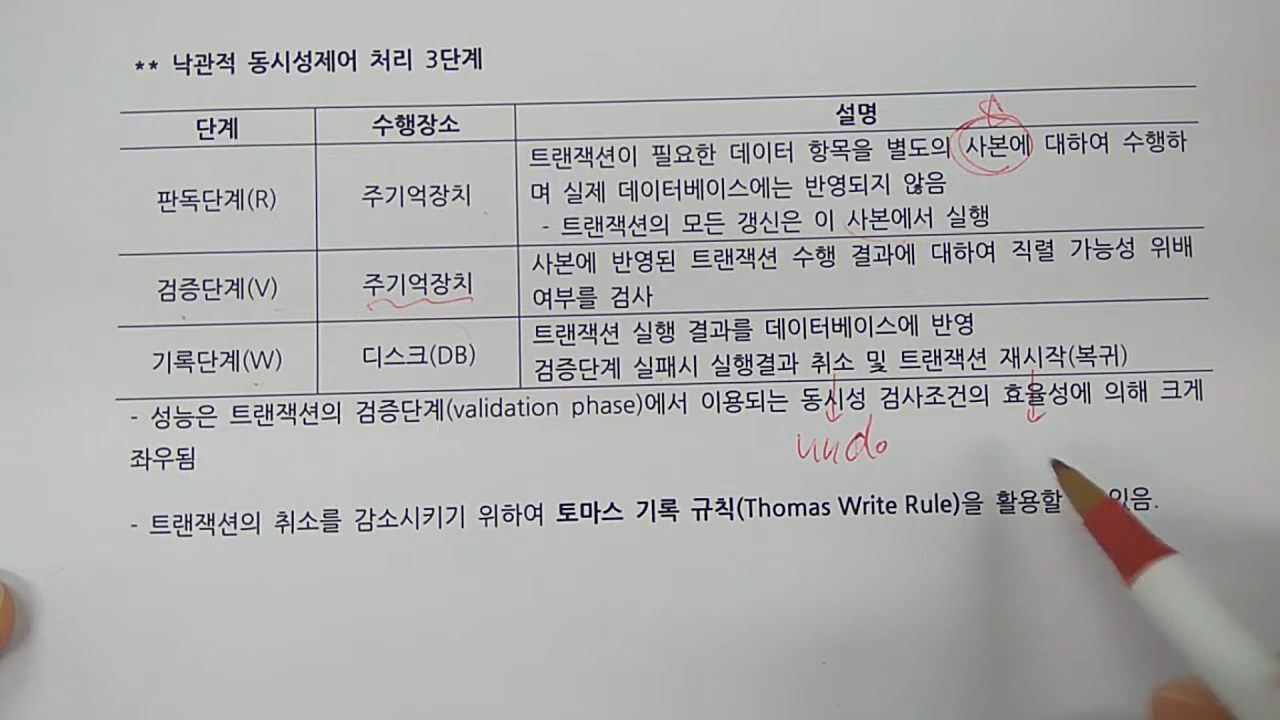 ** 낙관적 동시성제어 처리 3단계
단계 수행장소 설명
판독단계(R) 주기억장치 트랜잭션이 필요한 데이터 항목을 별도의 사본에 대하여 수행하
며 실제 데이터베이스에는 반영되지 않음
- 트랜잭션의 모든 갱신은 이 사본에서 실행
검증단계(V) 주기억장치 사본에 반영된 트랜잭션 수행 결과에 대하여 직렬 가능성 위배
여부를 검사
기록단계(W) 디스크(DB) 트랜잭션 실행 결과를 데이터베이스에 반영
검증단계 실패시 실행결과 취소 및 트랜잭션 재시작(복귀)
- 성능은 트랜잭션의 검증단계(validation phase)에서 이용되는 동시성 검사조건의 효율성에 의해 크게
좌우됨
undo
- 트랜잭션의 취소를 감소시키기 위하여 토마스 기록 규칙(Thomas Write Rule)을 활용할 있음.